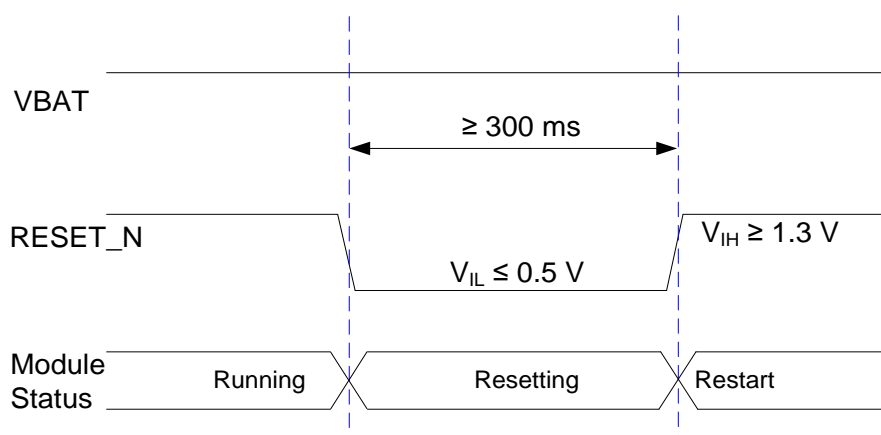 VBAT
≥ 300 ms
RESET_N
V_IH ≥ 1.3 V
V_IL ≤ 0.5 V
Module
Status
Running
Resetting
Restart